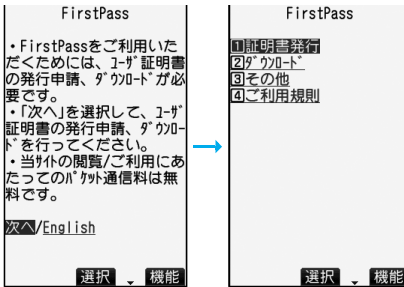 FirstPass
・FirstPassをご利用いた
だくためには、ﾕｰｻﾞ証明書
の発行申請、ﾀﾞｳﾝﾛｰﾄﾞが必
要です。
・｢次へ｣を選択して、ﾕｰｻﾞ
証明書の発行申請、ﾀﾞｳﾝﾛｰ
ﾄﾞを行ってください。
・当ｻｲﾄの閲覧/ご利用にあ
たってのﾊﾟｹｯﾄ通信料は無
料です。
次へ/English
選択 機能
FirstPass
1証明書発行
2ﾀﾞｳﾝﾛｰﾄﾞ
3その他
4ご利用規則
選択 機能